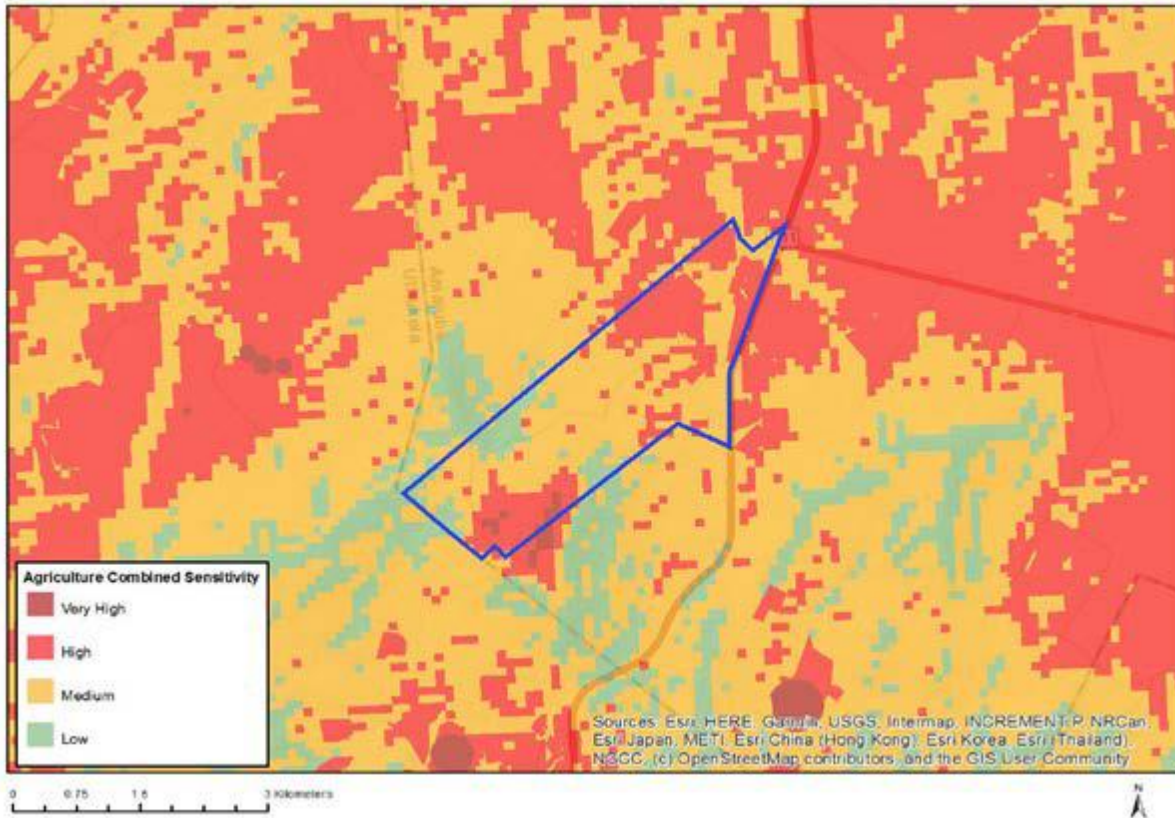 Agriculture Combined Sensitivity
Very High
High
Medium
Low
Sources: Esri, HERE, Garmin, USGS, Intermap, INCREMENT P, NRCan,
Esri Japan, METI, Esri China (Hong Kong), Esri Korea, Esri (Thailand),
NGCC, (c) OpenStreetMap contributors, and the GIS User Community
0 0.75 1.5 3 Kilometers
N